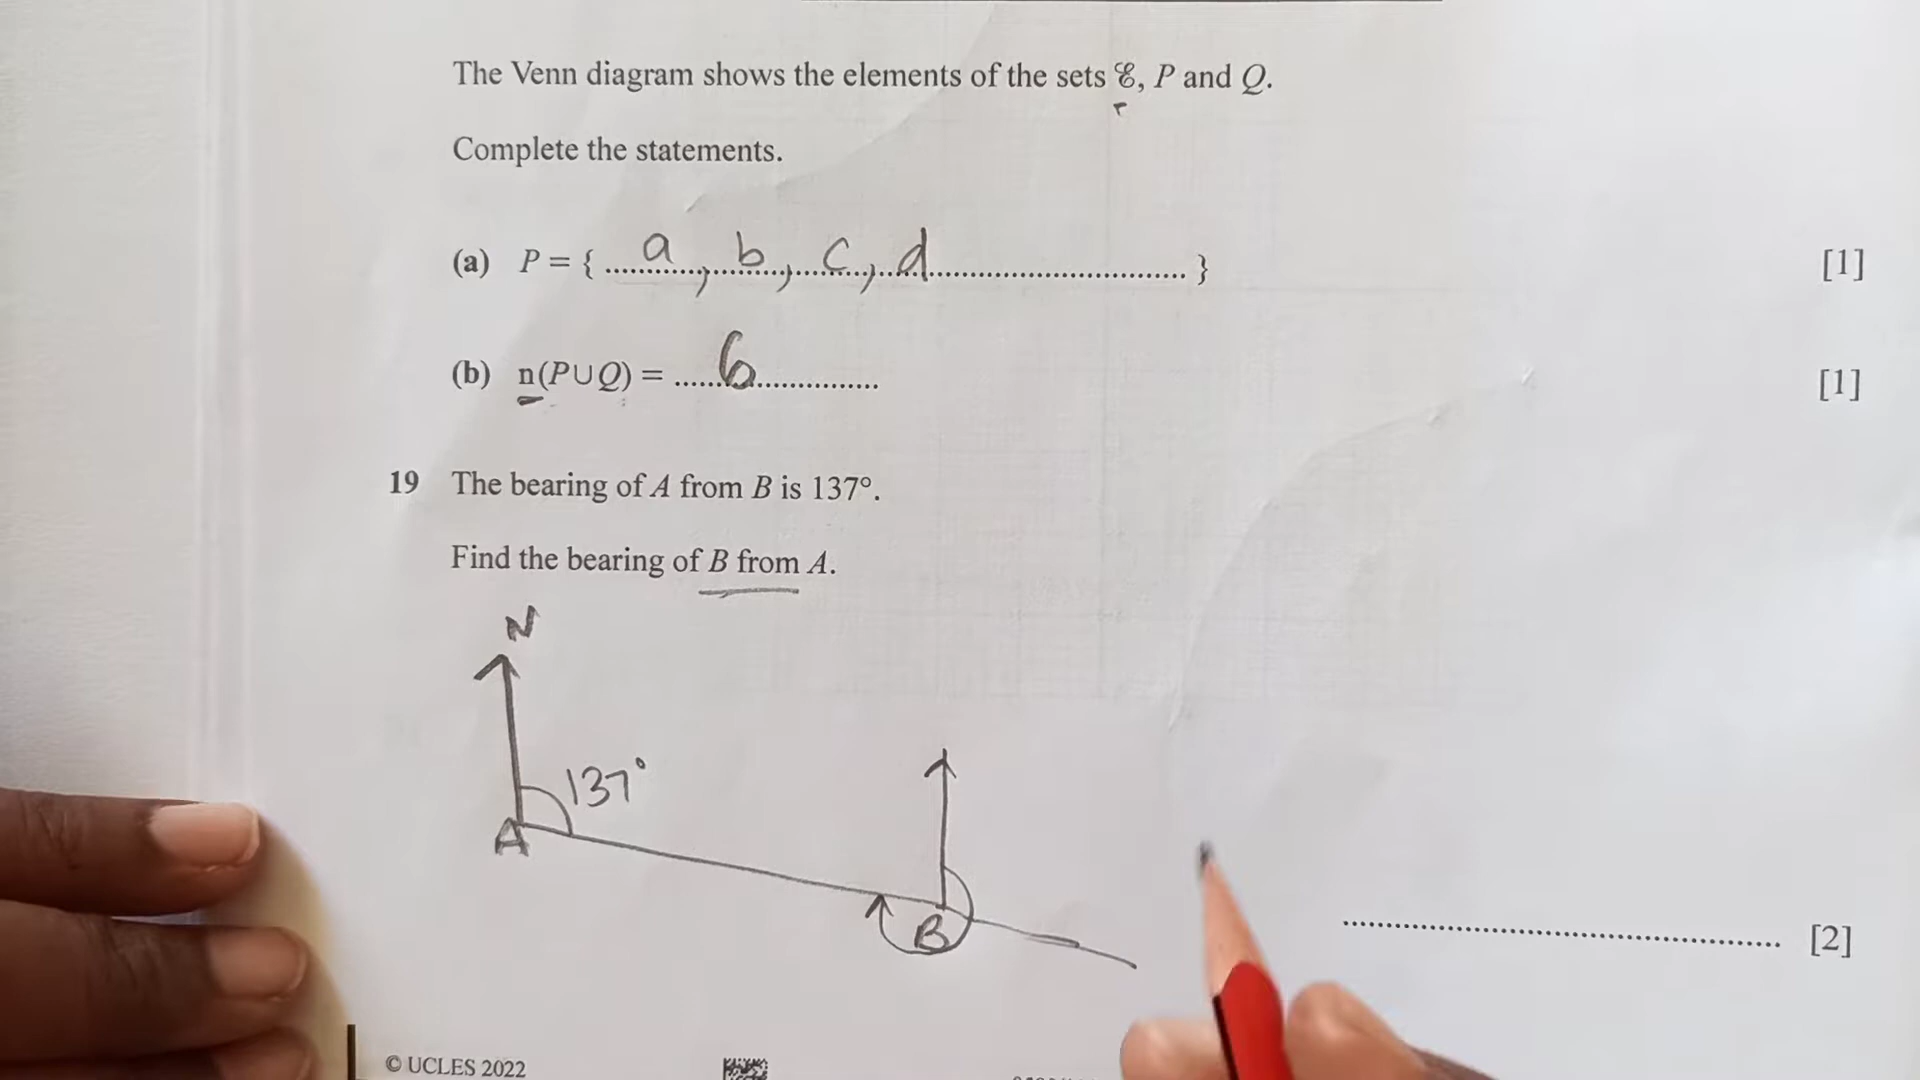 The Venn diagram shows the elements of the sets ℰ, P and Q.
Complete the statements.
(a) P = { a, b, c, d } [1]
(b) n(P∪Q) = 6 [1]
19 The bearing of A from B is 137°.
Find the bearing of B from A.
N
137°
A
B
[2]
© UCLES 2022